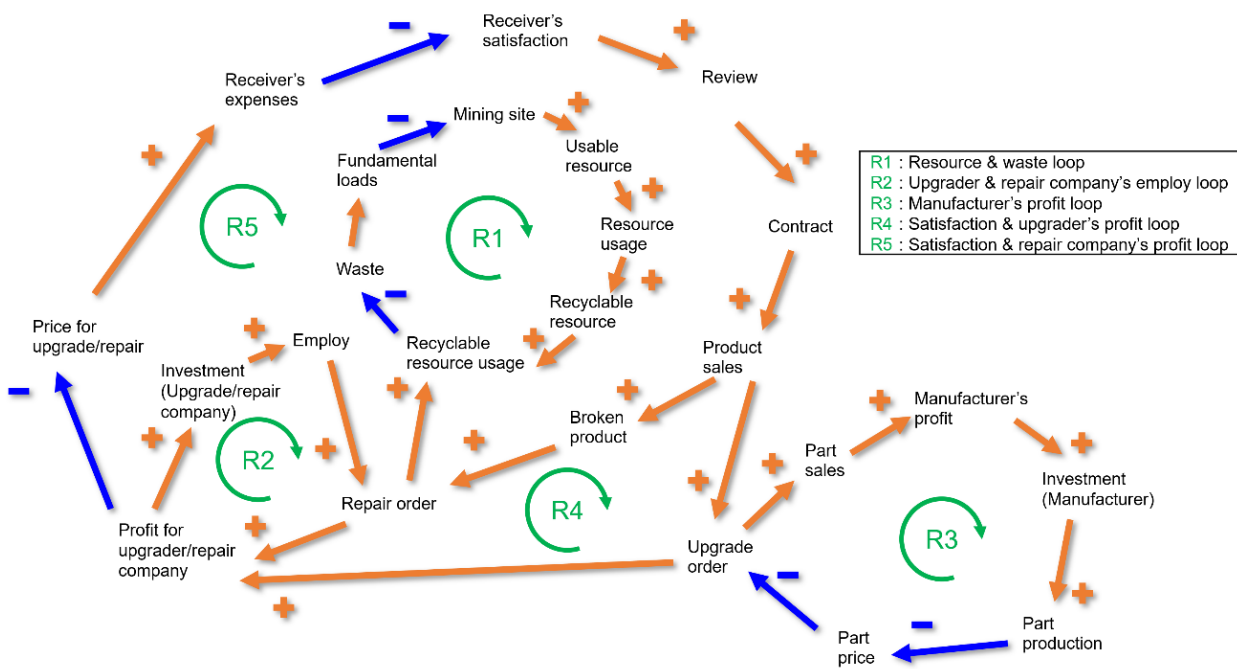 Receiver's
satisfaction
Review
Receiver's
expenses
Mining site
Usable
resource
Fundamental
loads
R1 : Resource & waste loop
R2 : Upgrader & repair company's employ loop
R3 : Manufacturer's profit loop
R4 : Satisfaction & upgrader's profit loop
R5 : Satisfaction & repair company's profit loop
R5
R1
Resource
usage
Contract
Waste
Recyclable
resource
Price for
upgrade/repair
Employ
Recyclable
resource usage
Product
sales
Investment
(Upgrade/repair
company)
Broken
product
Manufacturer's
profit
Part
sales
R2
Repair order
R4
Investment
(Manufacturer)
Profit for
upgrader/repair
company
Upgrade
order
R3
Part
price
Part
production